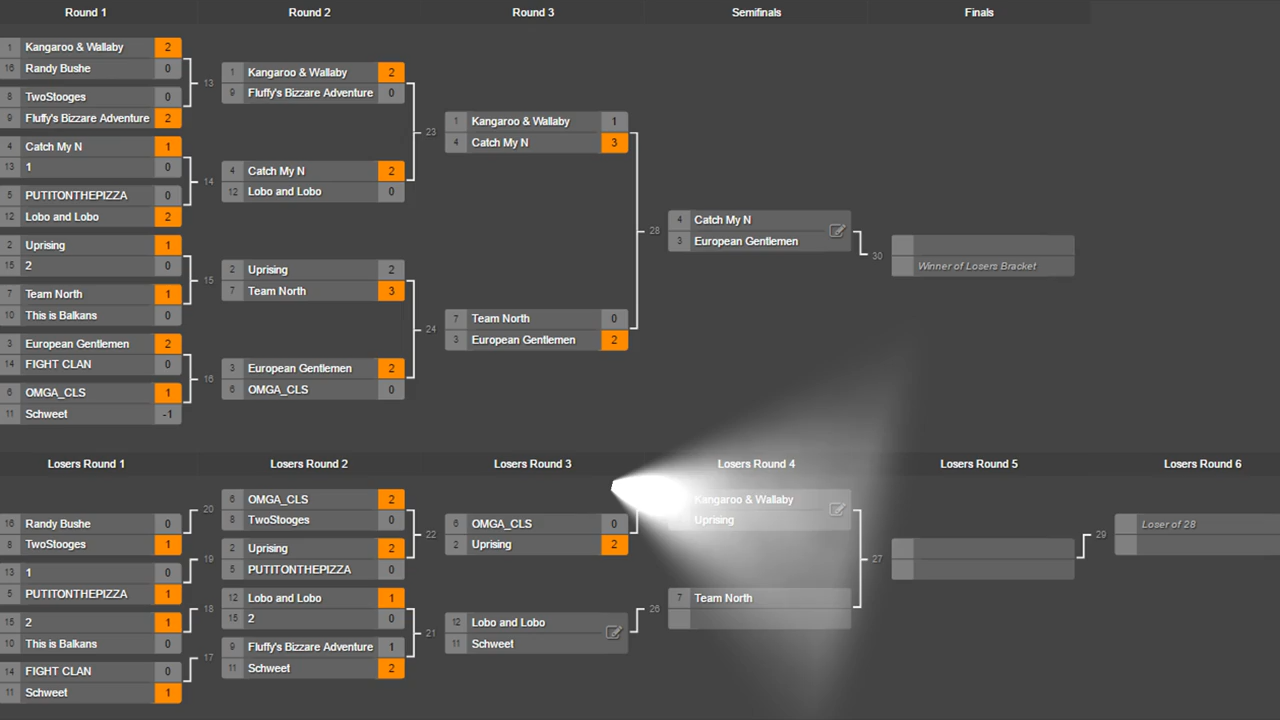 Round 1 Round 2 Round 3 Semifinals Finals
1 Kangaroo & Wallaby 2
16 Randy Bushe 0
13
8 TwoStooges 0
9 Fluffy's Bizzare Adventure 2
4 Catch My N 1
13 1 0
14
5 PUTITONTHEPIZZA 0
12 Lobo and Lobo 2
2 Uprising 1
15 2 0
15
7 Team North 1
10 This is Balkans 0
3 European Gentlemen 2
14 FIGHT CLAN 0
16
6 OMGA_CLS 1
11 Schweet -1
1 Kangaroo & Wallaby 2
9 Fluffy's Bizzare Adventure 0
23
4 Catch My N 2
12 Lobo and Lobo 0
2 Uprising 2
7 Team North 3
24
3 European Gentlemen 2
6 OMGA_CLS 0
1 Kangaroo & Wallaby 1
4 Catch My N 3
28
7 Team North 0
3 European Gentlemen 2
4 Catch My N
3 European Gentlemen
30
Winner of Losers Bracket
Losers Round 1 Losers Round 2 Losers Round 3 Losers Round 4 Losers Round 5 Losers Round 6
16 Randy Bushe 0
8 TwoStooges 1
20
13 1 0
5 PUTITONTHEPIZZA 1
19
15 2 1
10 This is Balkans 0
18
14 FIGHT CLAN 0
11 Schweet 1
17
6 OMGA_CLS 2
8 TwoStooges 0
22
2 Uprising 2
5 PUTITONTHEPIZZA 0
12 Lobo and Lobo 1
15 2 0
21
9 Fluffy's Bizzare Adventure 1
11 Schweet 2
6 OMGA_CLS 0
2 Uprising 2
12 Lobo and Lobo
11 Schweet
26
Kangaroo & Wallaby
Uprising
27
7 Team North
29
Loser of 28